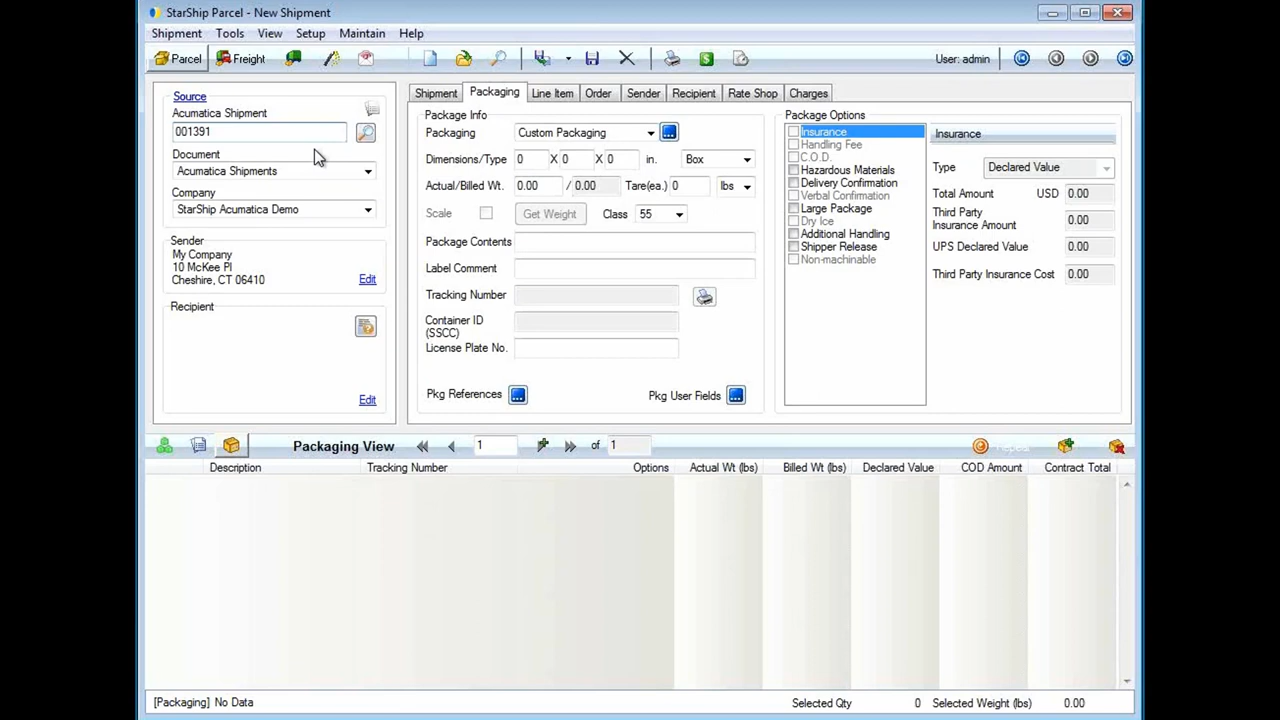 StarShip Parcel - New Shipment
Shipment Tools View Setup Maintain Help
Parcel Freight User: admin
Source
Acumatica Shipment
001391
Document
Acumatica Shipments
Company
StarShip Acumatica Demo
Sender
My Company
10 McKee Pl
Cheshire, CT 06410
Edit
Recipient
Edit
Shipment Packaging Line Item Order Sender Recipient Rate Shop Charges
Package Info
Packaging Custom Packaging
Dimensions/Type 0 X 0 X 0 in. Box
Actual/Billed Wt. 0.00 / 0.00 Tare(ea.) 0 lbs
Scale Get Weight Class 55
Package Contents
Label Comment
Tracking Number
Container ID
(SSCC)
License Plate No.
Pkg References Pkg User Fields
Package Options
Insurance
Handling Fee
C.O.D.
Hazardous Materials
Delivery Confirmation
Verbal Confirmation
Large Package
Dry Ice
Additional Handling
Shipper Release
Non-machinable
Insurance
Type Declared Value
Total Amount USD 0.00
Third Party
Insurance Amount 0.00
UPS Declared Value 0.00
Third Party Insurance Cost 0.00
Packaging View 1 of 1 Repeat
Description Tracking Number Options Actual Wt (lbs) Billed Wt (lbs) Declared Value COD Amount Contract Total
[Packaging] No Data Selected Qty 0 Selected Weight (lbs) 0.00